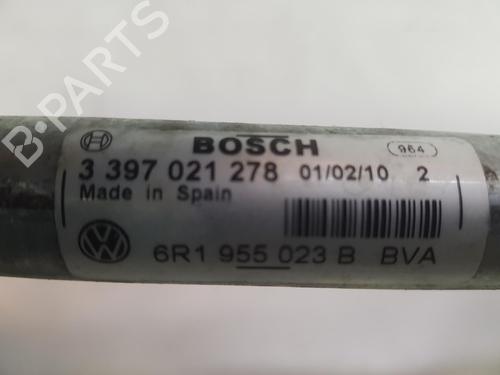 B-PARTS
BOSCH
964
3 397 021 278 01/02/10 2
Made in Spain
6R1 955 023 B BVA